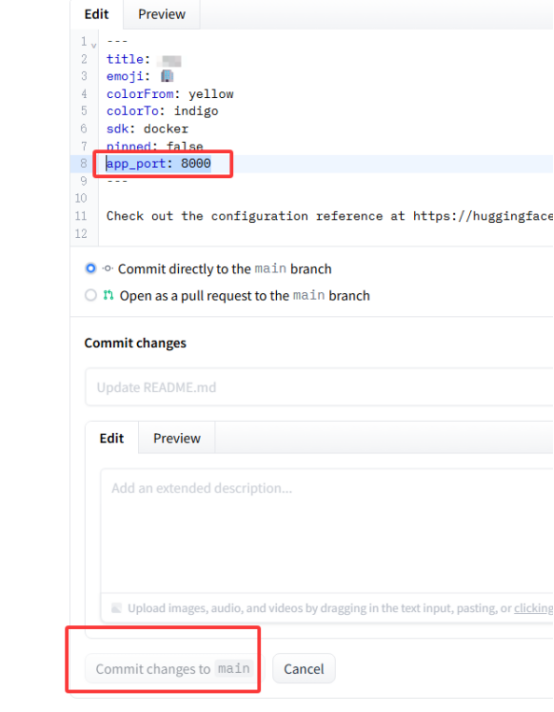 Edit Preview
1 ---
2 title:
3 emoji:
4 colorFrom: yellow
5 colorTo: indigo
6 sdk: docker
7 pinned: false
8 app_port: 8000
9 ---
10
11 Check out the configuration reference at https://huggingface
12
Commit directly to the main branch
Open as a pull request to the main branch
Commit changes
Update README.md
Edit Preview
Add an extended description...
Upload images, audio, and videos by dragging in the text input, pasting, or clicking
Commit changes to main Cancel